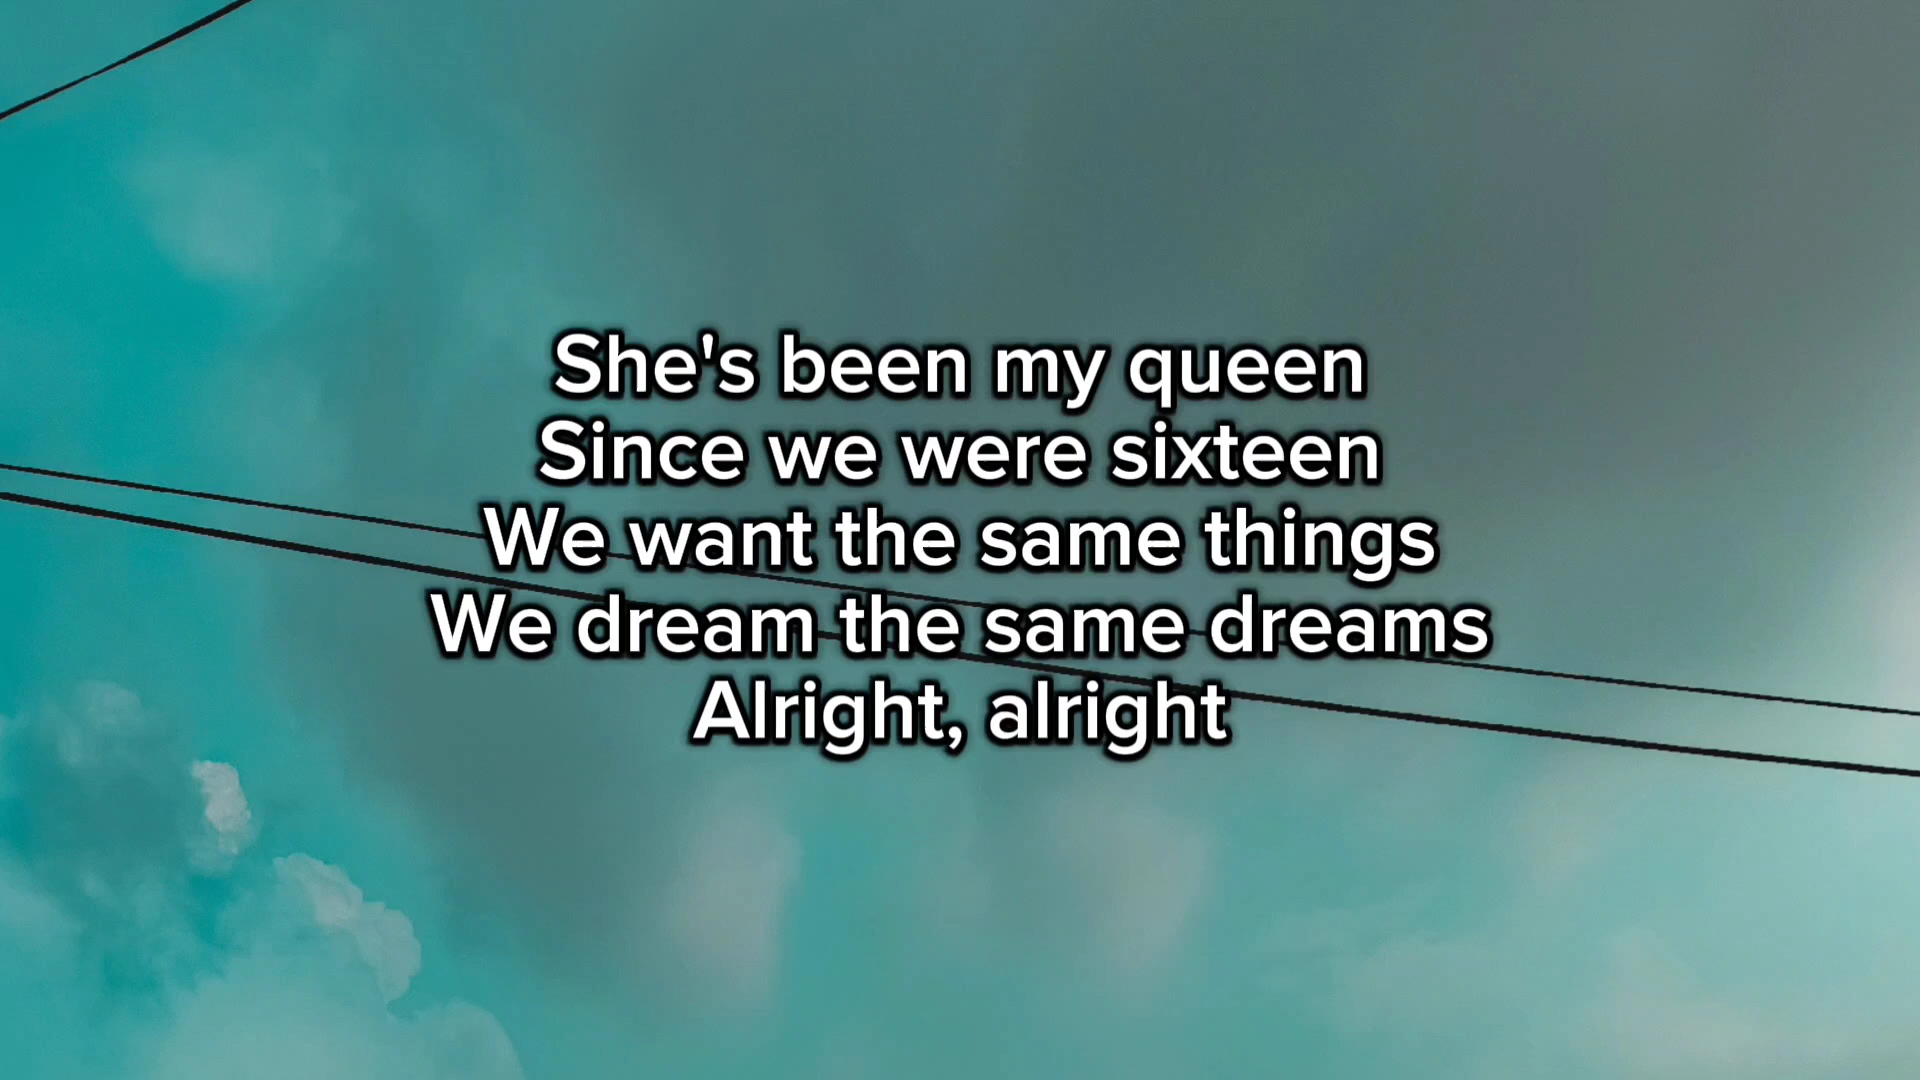 She's been my queen
Since we were sixteen
We want the same things
We dream the same dreams
Alright, alright